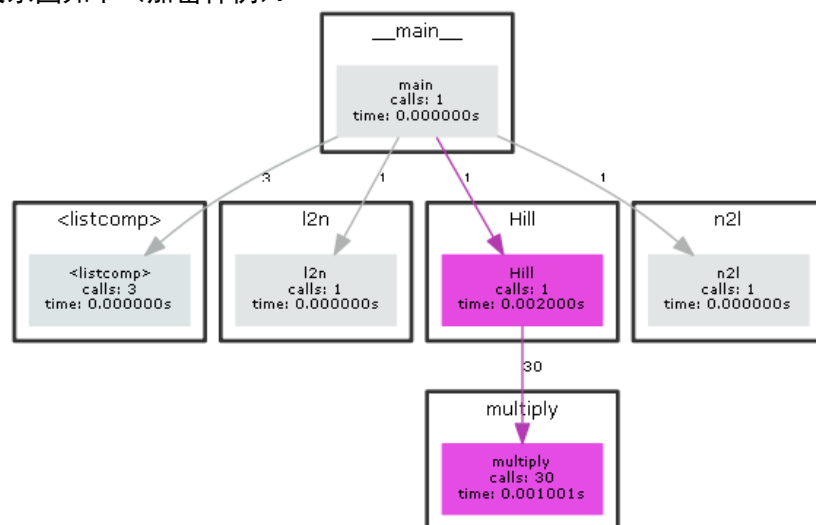 __main__
main
calls: 1
time: 0.000000s
3
1
1
1
<listcomp>
l2n
Hill
n2l
<listcomp>
calls: 3
time: 0.000000s
l2n
calls: 1
time: 0.000000s
Hill
calls: 1
time: 0.002000s
n2l
calls: 1
time: 0.000000s
30
multiply
multiply
calls: 30
time: 0.001001s